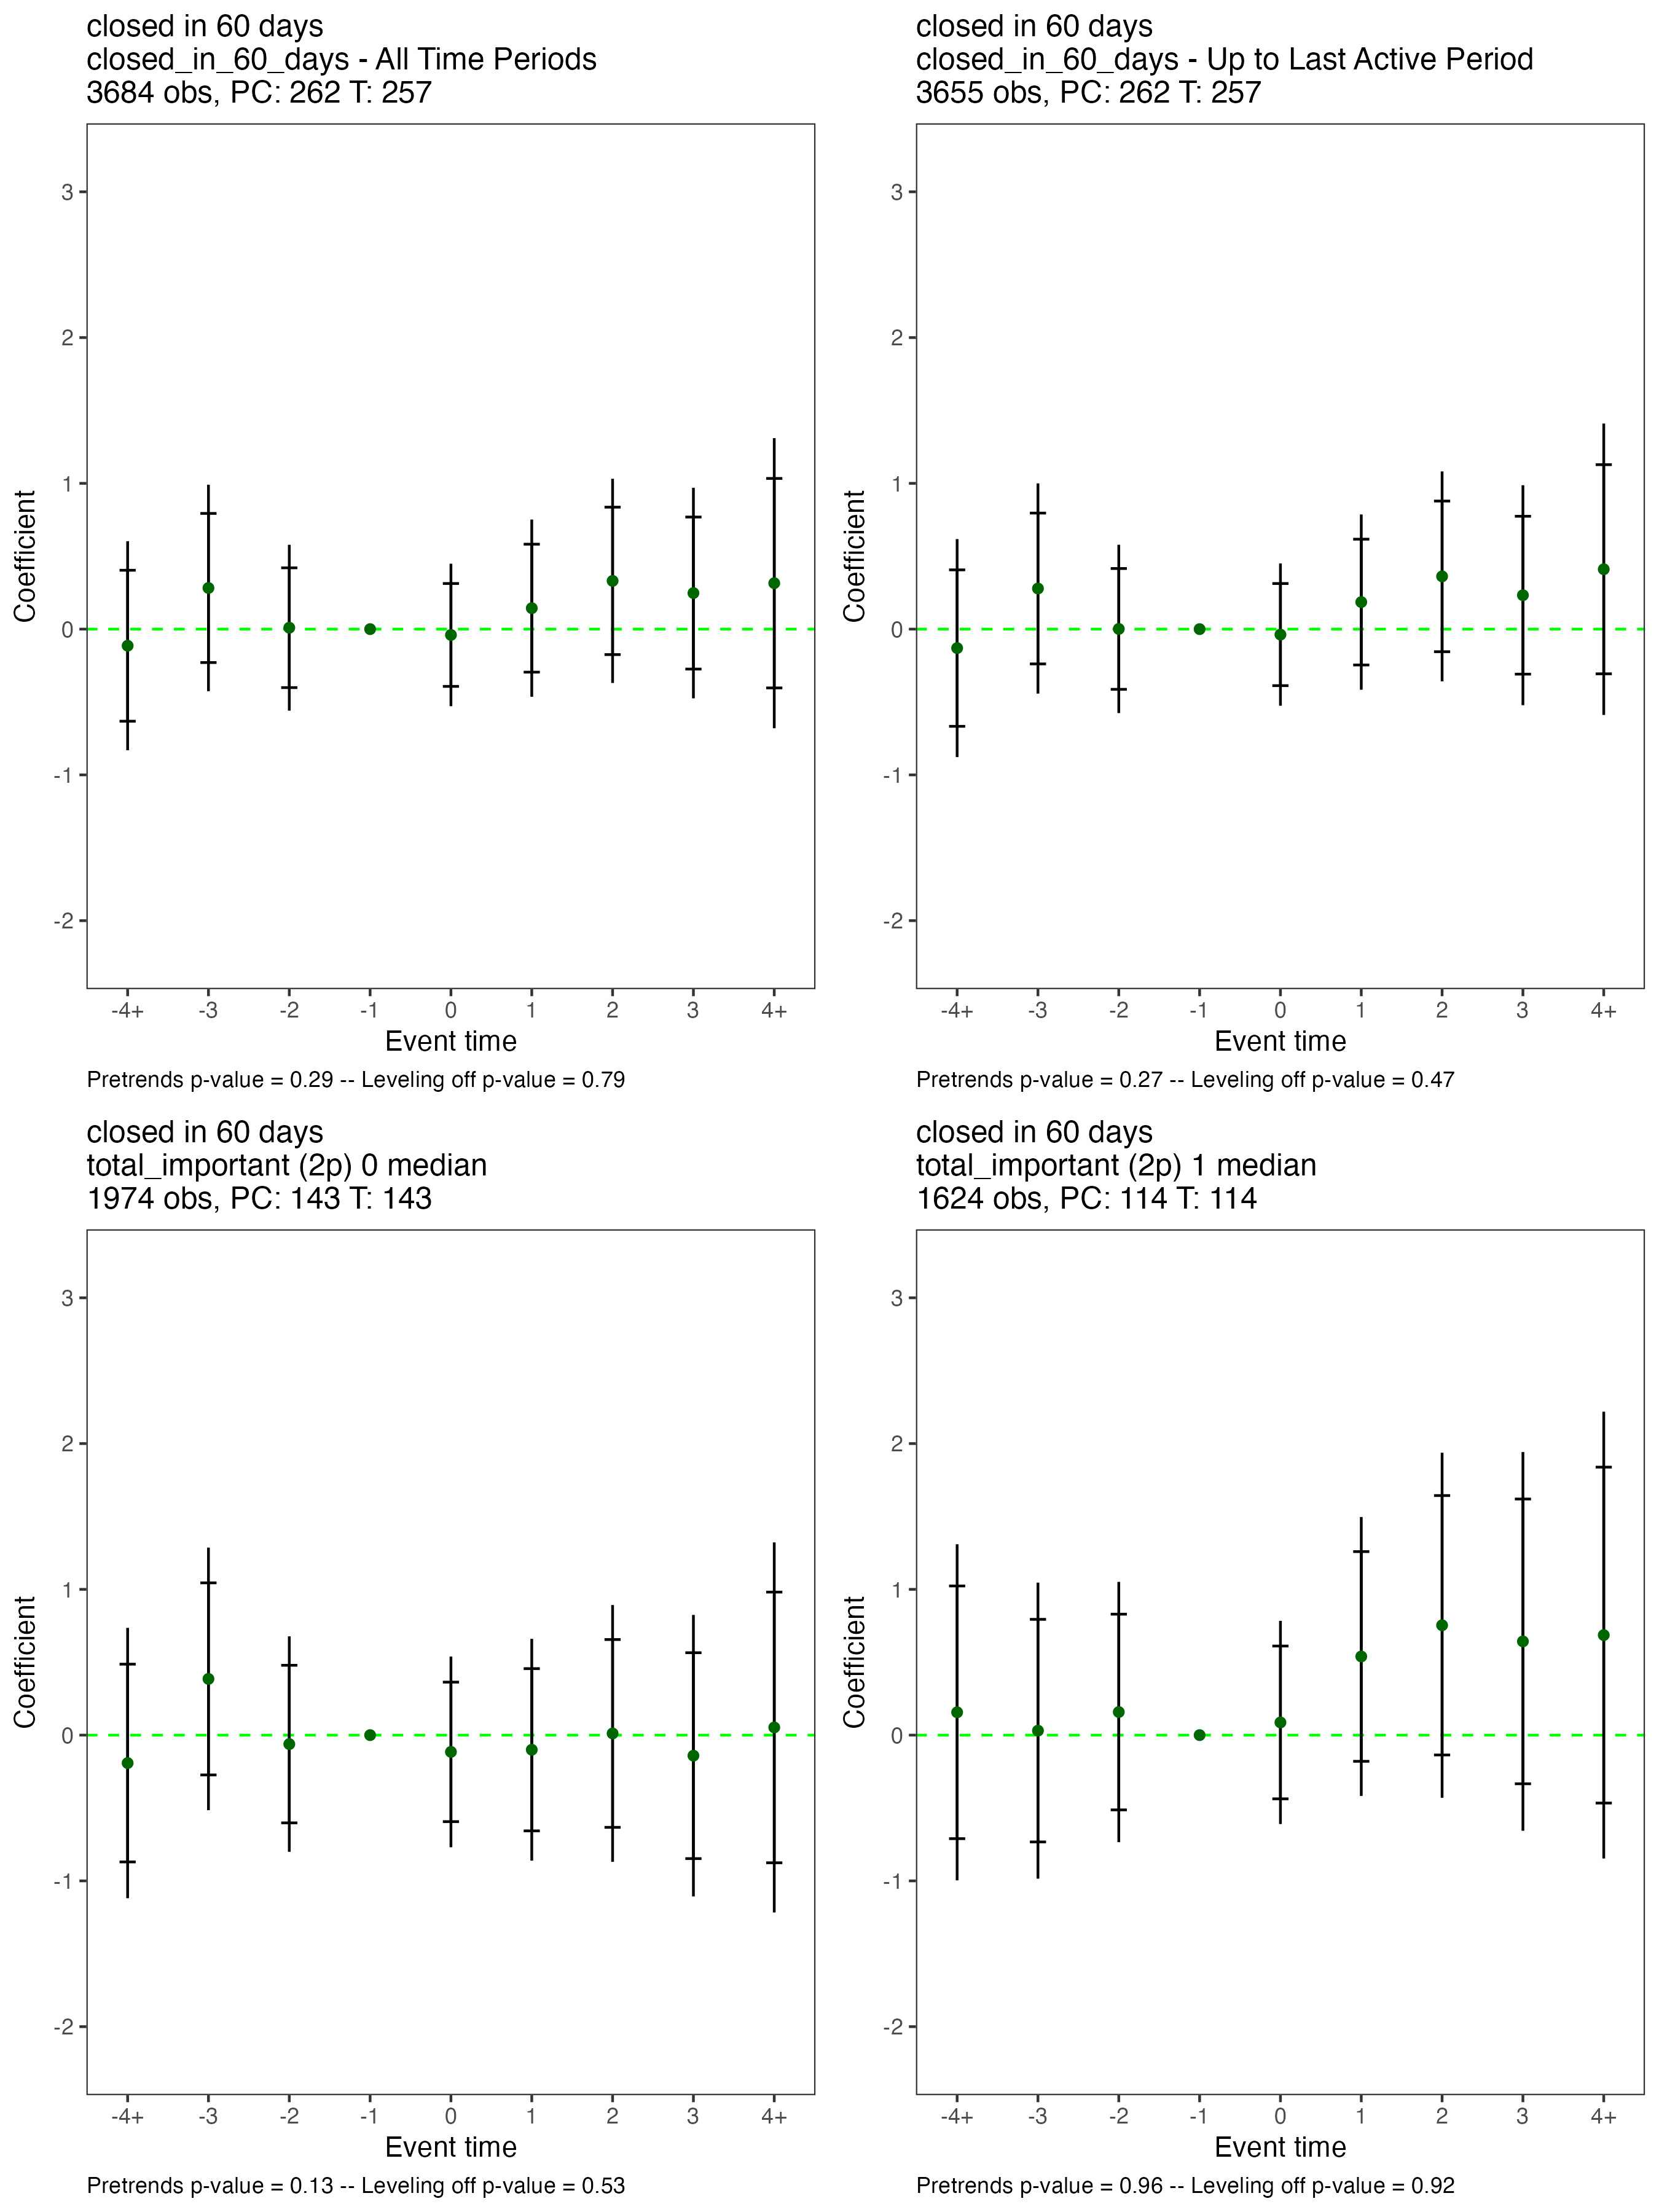 closed in 60 days
closed_in_60_days - All Time Periods
3684 obs, PC: 262 T: 257
3
2
1
0
-1
-2
Coefficient
-4+ -3 -2 -1 0 1 2 3 4+
Event time
Pretrends p-value = 0.29 -- Leveling off p-value = 0.79
closed in 60 days
closed_in_60_days - Up to Last Active Period
3655 obs, PC: 262 T: 257
3
2
1
0
-1
-2
Coefficient
-4+ -3 -2 -1 0 1 2 3 4+
Event time
Pretrends p-value = 0.27 -- Leveling off p-value = 0.47
closed in 60 days
total_important (2p) 0 median
1974 obs, PC: 143 T: 143
3
2
1
0
-1
-2
Coefficient
-4+ -3 -2 -1 0 1 2 3 4+
Event time
Pretrends p-value = 0.13 -- Leveling off p-value = 0.53
closed in 60 days
total_important (2p) 1 median
1624 obs, PC: 114 T: 114
3
2
1
0
-1
-2
Coefficient
-4+ -3 -2 -1 0 1 2 3 4+
Event time
Pretrends p-value = 0.96 -- Leveling off p-value = 0.92